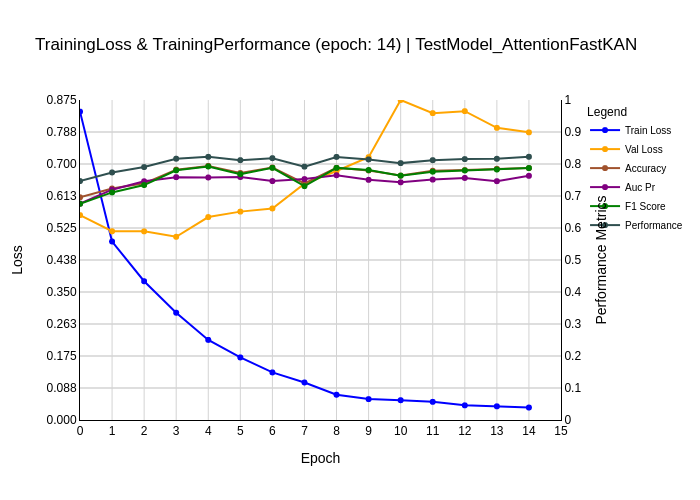 TrainingLoss & TrainingPerformance (epoch: 14) | TestModel_AttentionFastKAN
0.875
0.788
0.700
0.613
0.525
0.438
0.350
0.263
0.175
0.088
0.000
Loss
0 1 2 3 4 5 6 7 8 9 10 11 12 13 14 15
Epoch
1
0.9
0.8
0.7
0.6
0.5
0.4
0.3
0.2
0.1
0
Performance Metrics
Legend
Train Loss
Val Loss
Accuracy
Auc Pr
F1 Score
Performance